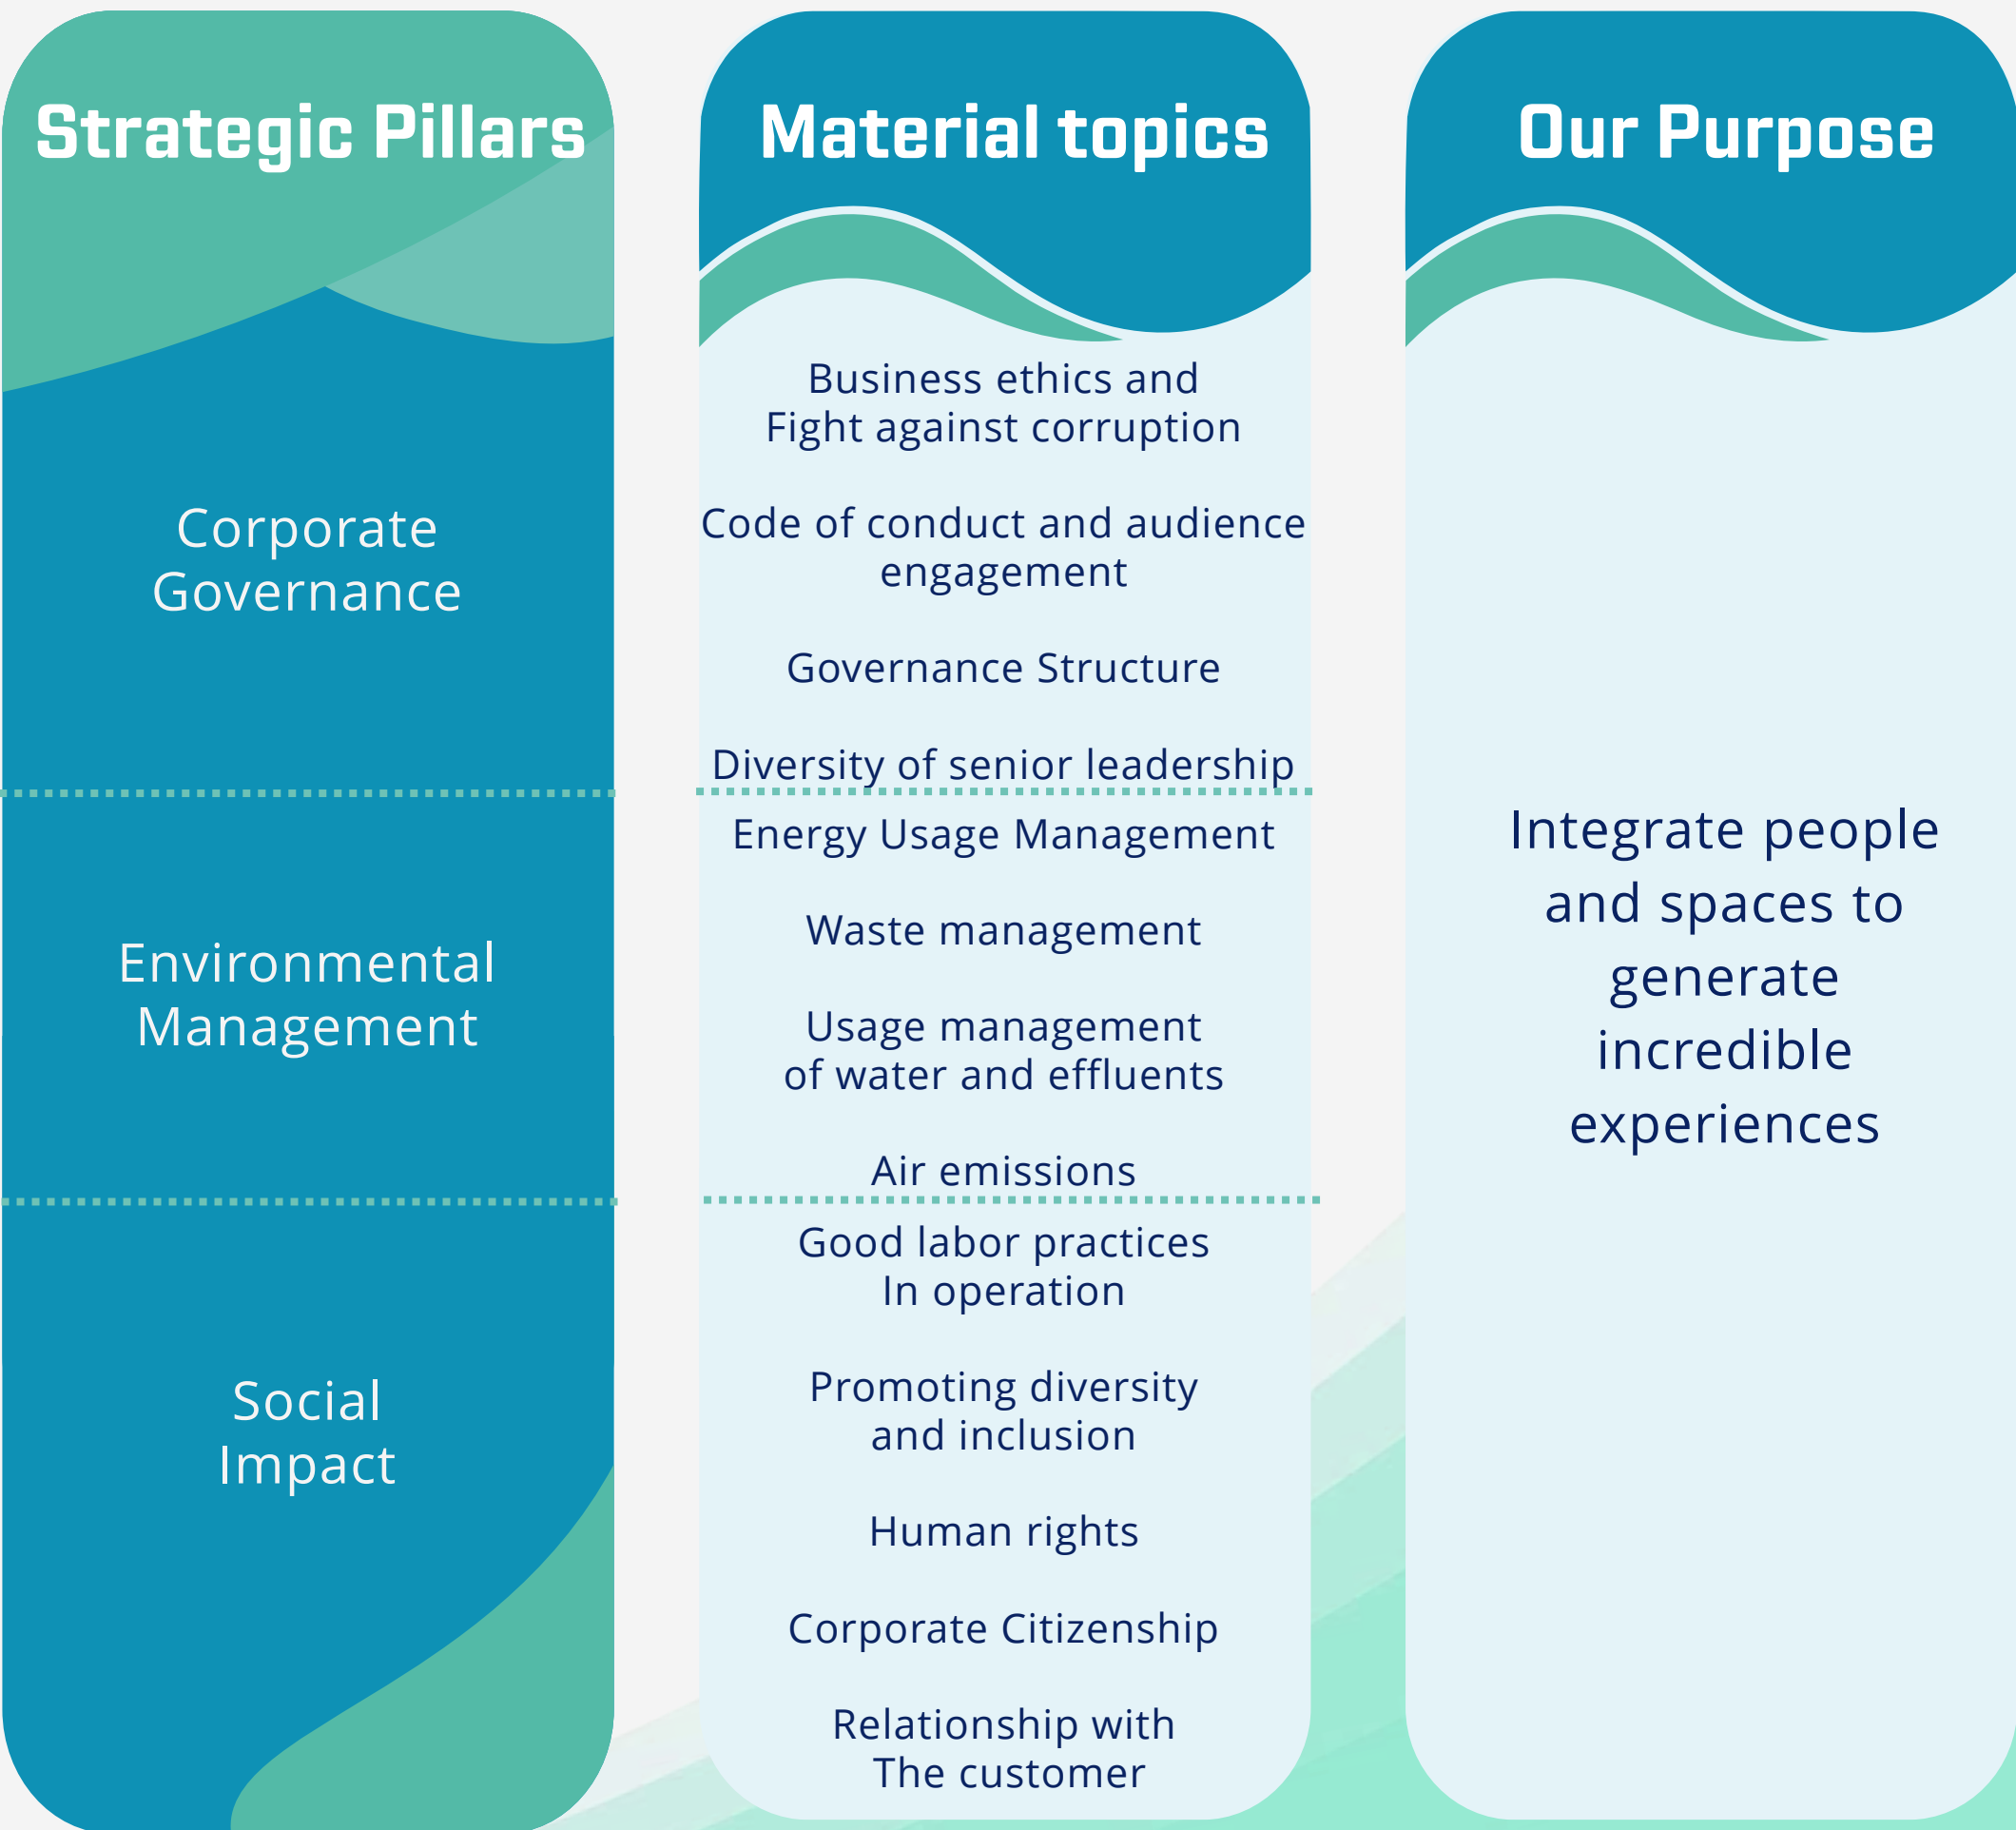 Strategic Pillars
Corporate
Governance
Environmental
Management
Social
Impact
Material topics
Business ethics and
Fight against corruption
Code of conduct and audience
engagement
Governance Structure
Diversity of senior leadership
Energy Usage Management
Waste management
Usage management
of water and effluents
Air emissions
Good labor practices
In operation
Promoting diversity
and inclusion
Human rights
Corporate Citizenship
Relationship with
The customer
Our Purpose
Integrate people
and spaces to
generate
incredible
experiences